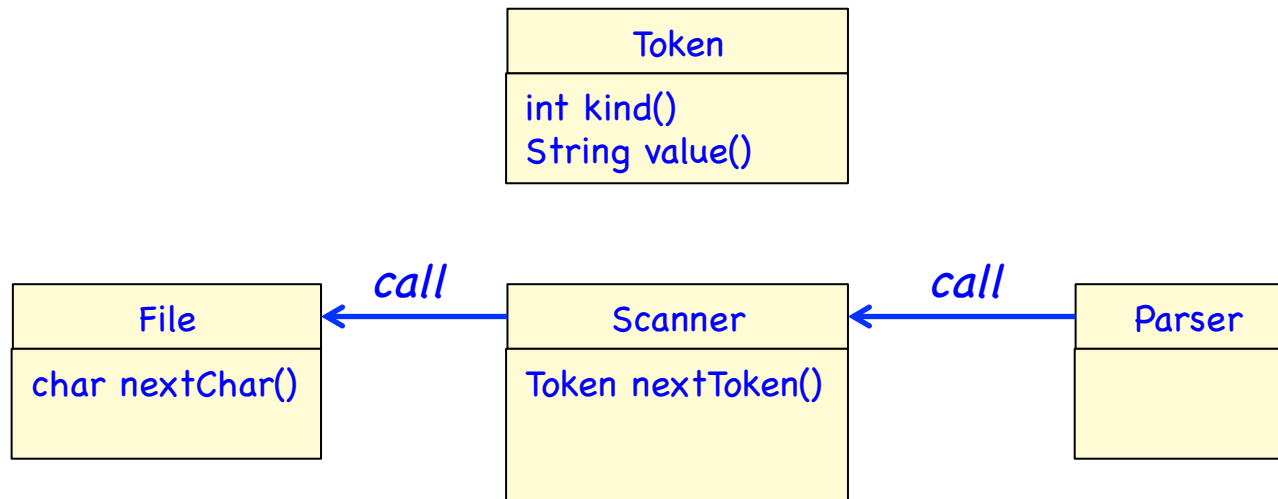 Token
int kind()
String value()
call
call
File
Scanner
Parser
char nextChar()
Token nextToken()